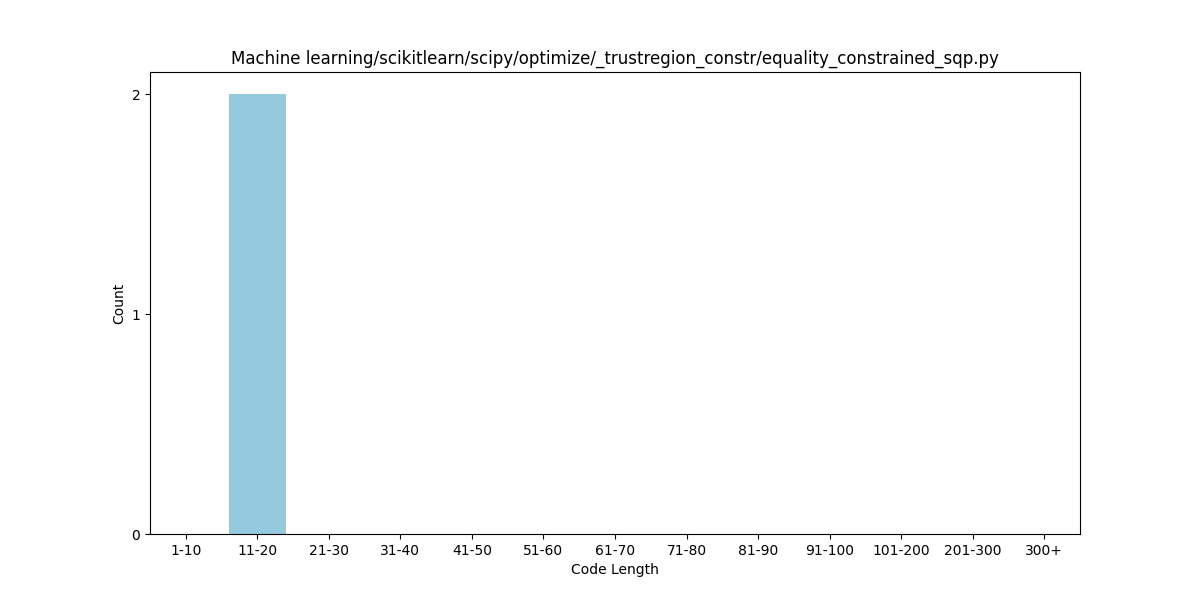 Machine learning/scikitlearn/scipy/optimize/_trustregion_constr/equality_constrained_sqp.py
2
1
0
Count
1-10 11-20 21-30 31-40 41-50 51-60 61-70 71-80 81-90 91-100 101-200 201-300 300+
Code Length